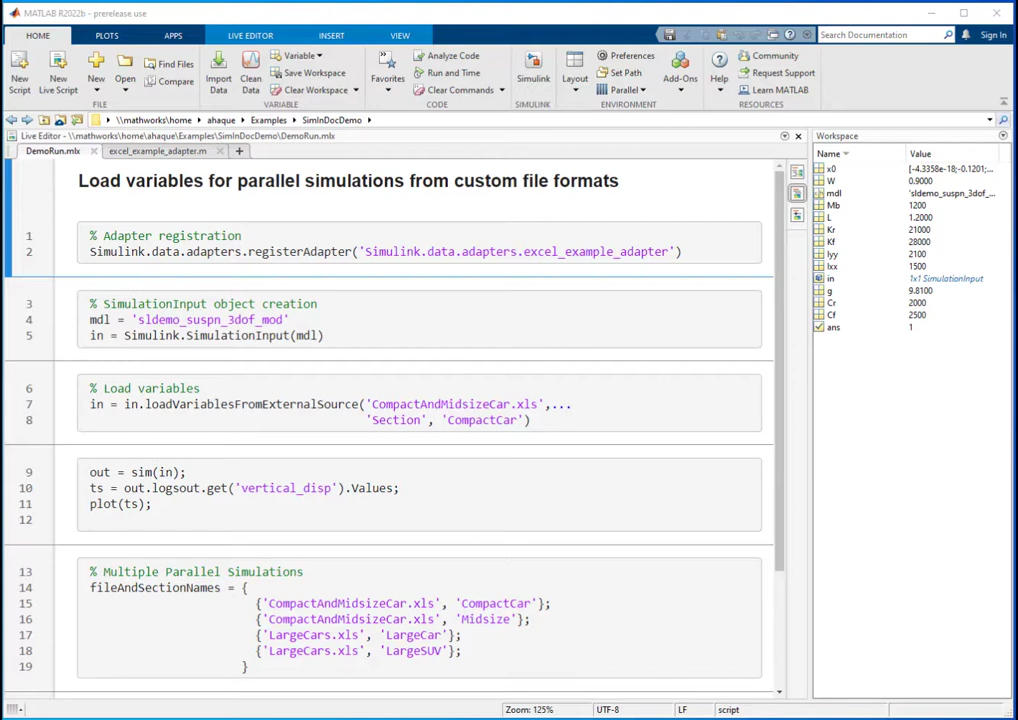 MATLAB R2022b - prerelease use
HOME PLOTS APPS LIVE EDITOR INSERT VIEW Search Documentation Sign In
New Script New Live Script New Open Find Files Compare Import Data Clean Data Variable Save Workspace Clear Workspace Favorites Analyze Code Run and Time Clear Commands Simulink Layout Preferences Set Path Parallel Add-Ons Help Community Request Support Learn MATLAB
FILE VARIABLE CODE SIMULINK ENVIRONMENT RESOURCES
\\mathworks\home ahaque Examples SimInDocDemo
Live Editor - \\mathworks\home\ahaque\Examples\SimInDocDemo\DemoRun.mlx
DemoRun.mlx excel_example_adapter.m
Load variables for parallel simulations from custom file formats
1 % Adapter registration
2 Simulink.data.adapters.registerAdapter('Simulink.data.adapters.excel_example_adapter')
3 % SimulationInput object creation
4 mdl = 'sldemo_suspn_3dof_mod'
5 in = Simulink.SimulationInput(mdl)
6 % Load variables
7 in = in.loadVariablesFromExternalSource('CompactAndMidsizeCar.xls',...
8 'Section', 'CompactCar')
9 out = sim(in);
10 ts = out.logsout.get('vertical_disp').Values;
11 plot(ts);
12
13 % Multiple Parallel Simulations
14 fileAndSectionNames = {
15 {'CompactAndMidsizeCar.xls', 'CompactCar'};
16 {'CompactAndMidsizeCar.xls', 'Midsize'};
17 {'LargeCars.xls', 'LargeCar'};
18 {'LargeCars.xls', 'LargeSUV'};
19 }
Workspace
Name Value
x0 [-4.3358e-18;-0.1201;...
W 0.9000
mdl 'sldemo_suspn_3dof_...
Mb 1200
L 1.2000
Kr 21000
Kf 28000
Iyy 2100
Ixx 1500
in 1x1 SimulationInput
g 9.8100
Cr 2000
Cf 2500
ans 1
Zoom: 125% UTF-8 LF script